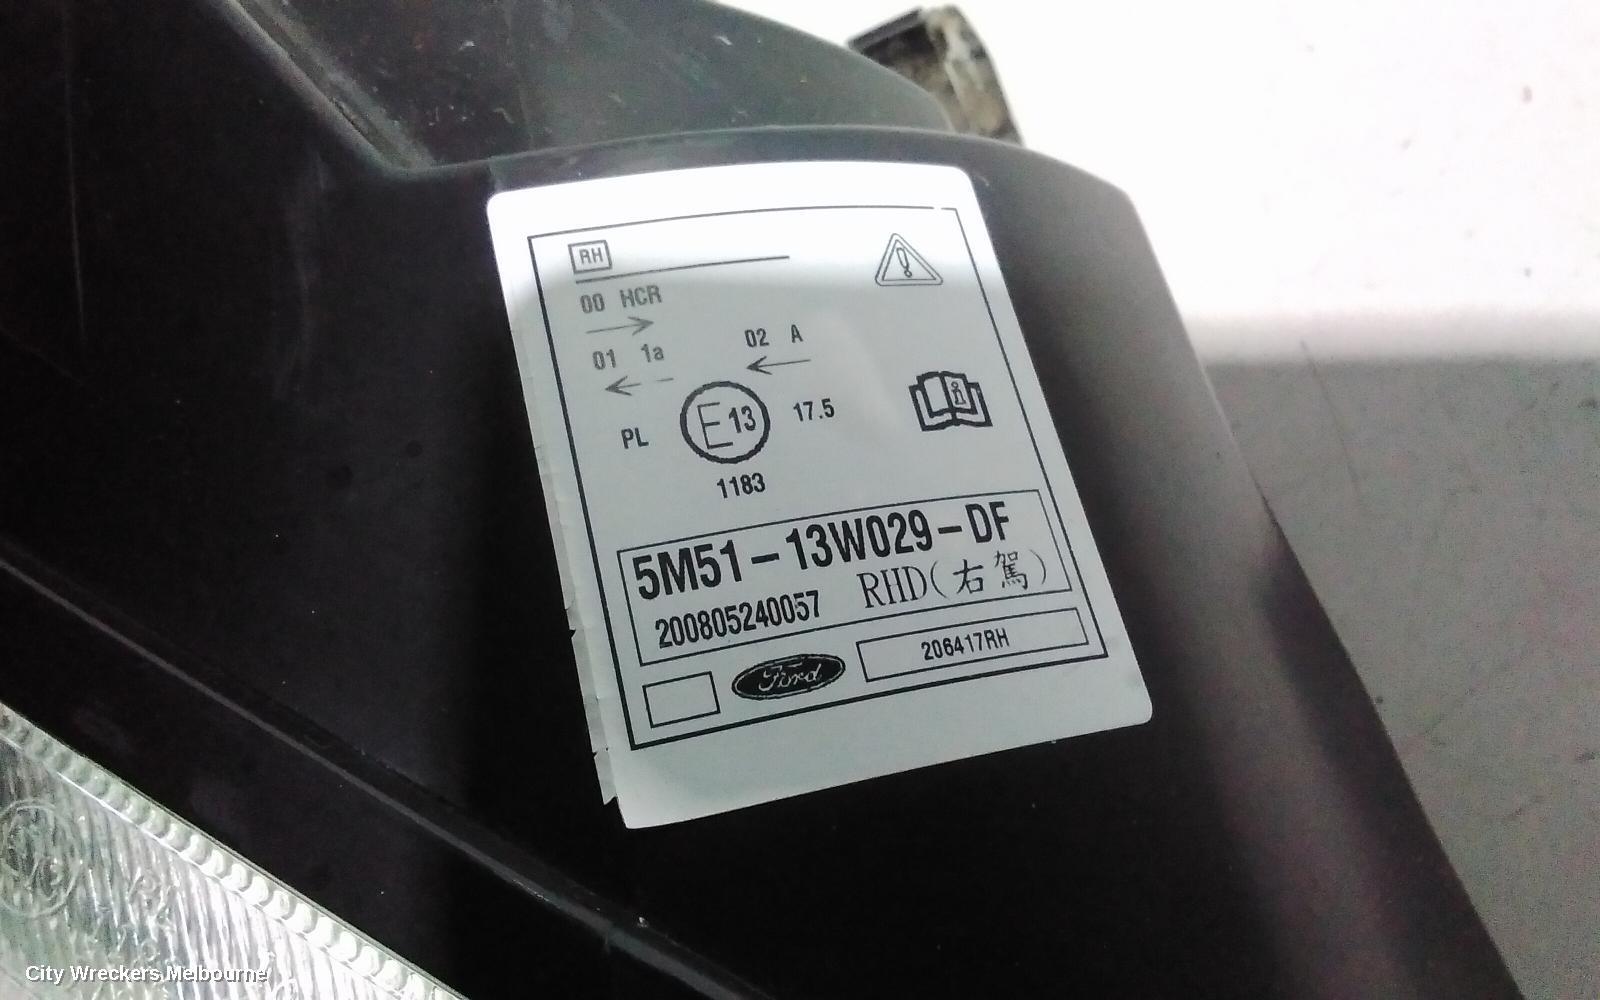 RH
00 HCR
01 1a
02 A
PL
E13
17.5
1183
5M51-13W029-DF
200805240057
RHD(右駕)
Ford
206417RH
City Wreckers Melbourne